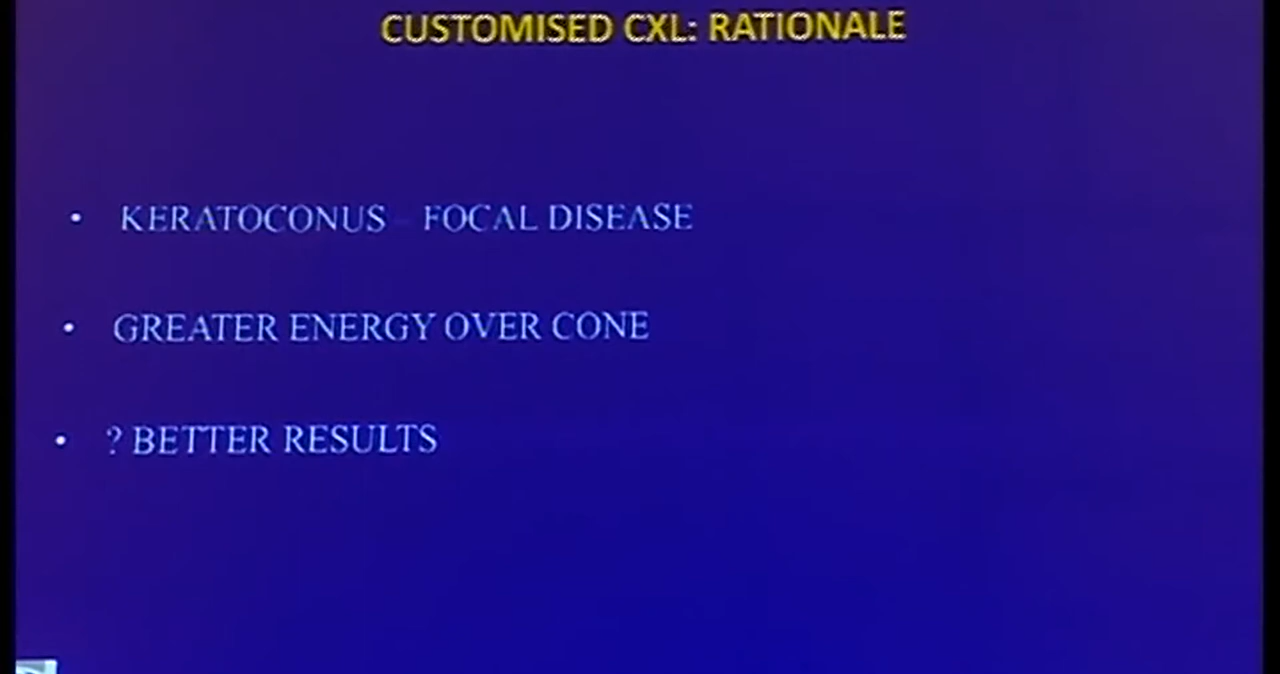 CUSTOMISED CXL: RATIONALE
• KERATOCONUS – FOCAL DISEASE
• GREATER ENERGY OVER CONE
• ? BETTER RESULTS